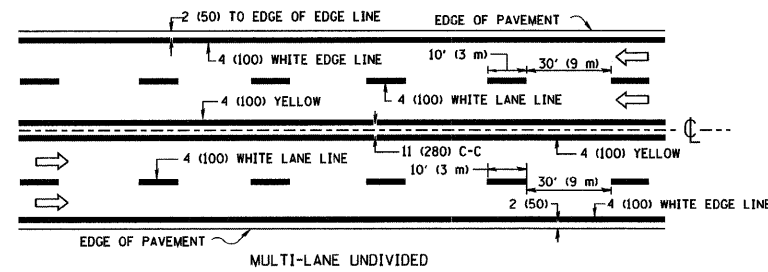 2 (50) TO EDGE OF EDGE LINE
EDGE OF PAVEMENT
4 (100) WHITE EDGE LINE
10' (3 m)
30' (9 m)
4 (100) YELLOW
4 (100) WHITE LANE LINE
℄
4 (100) WHITE LANE LINE
11 (280) C-C
4 (100) YELLOW
10' (3 m)
30' (9 m)
2 (50)
4 (100) WHITE EDGE LINE
EDGE OF PAVEMENT
MULTI-LANE UNDIVIDED